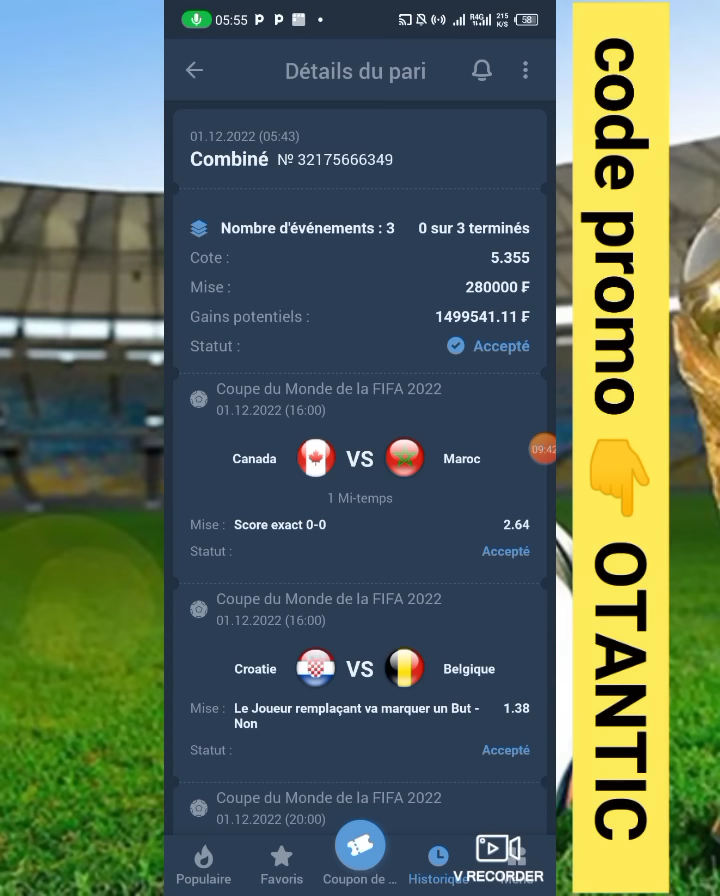 05:55
R4G
215
K/S
58
Détails du pari
01.12.2022 (05:43)
Combiné № 32175666349
Nombre d'événements : 3 0 sur 3 terminés
Cote : 5.355
Mise : 280000 ₣
Gains potentiels : 1499541.11 ₣
Statut : Accepté
Coupe du Monde de la FIFA 2022
01.12.2022 (16:00)
Canada VS Maroc
09:42
1 Mi-temps
Mise : Score exact 0-0 2.64
Statut : Accepté
Coupe du Monde de la FIFA 2022
01.12.2022 (16:00)
Croatie VS Belgique
Mise : Le Joueur remplaçant va marquer un But - 1.38
Non
Statut : Accepté
Coupe du Monde de la FIFA 2022
01.12.2022 (20:00)
Populaire Favoris Coupon de ... Historique
V RECORDER
code promo 👉 OTANTIC